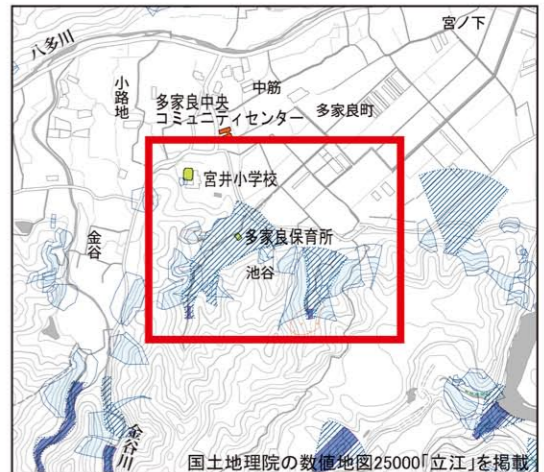 宮ノ下
八多川
中筋
小路地
多家良中央
コミュニティセンター
多家良町
宮井小学校
金谷
多家良保育所
池谷
金谷川
国土地理院の数値地図25000「立江」を掲載